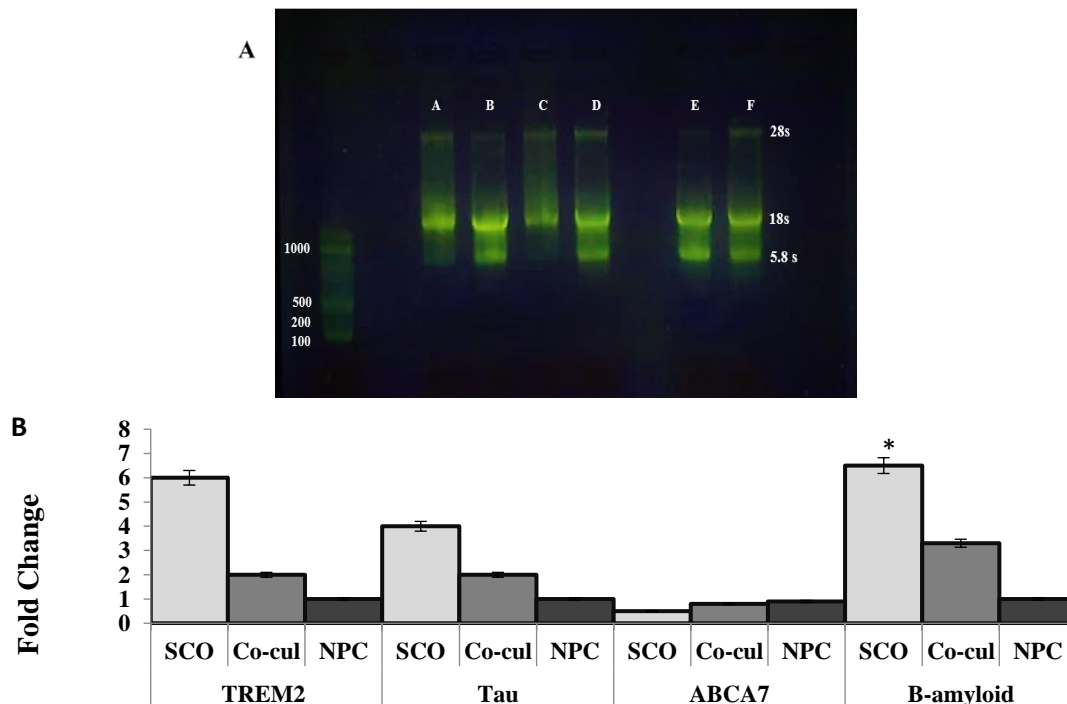 A
A B C D E F
28s
18s
5.8 s
1000
500
200
100
B
Fold Change
8
7
6
5
4
3
2
1
0
*
SCO Co-cul NPC SCO Co-cul NPC SCO Co-cul NPC SCO Co-cul NPC
TREM2 Tau ABCA7 B-amyloid